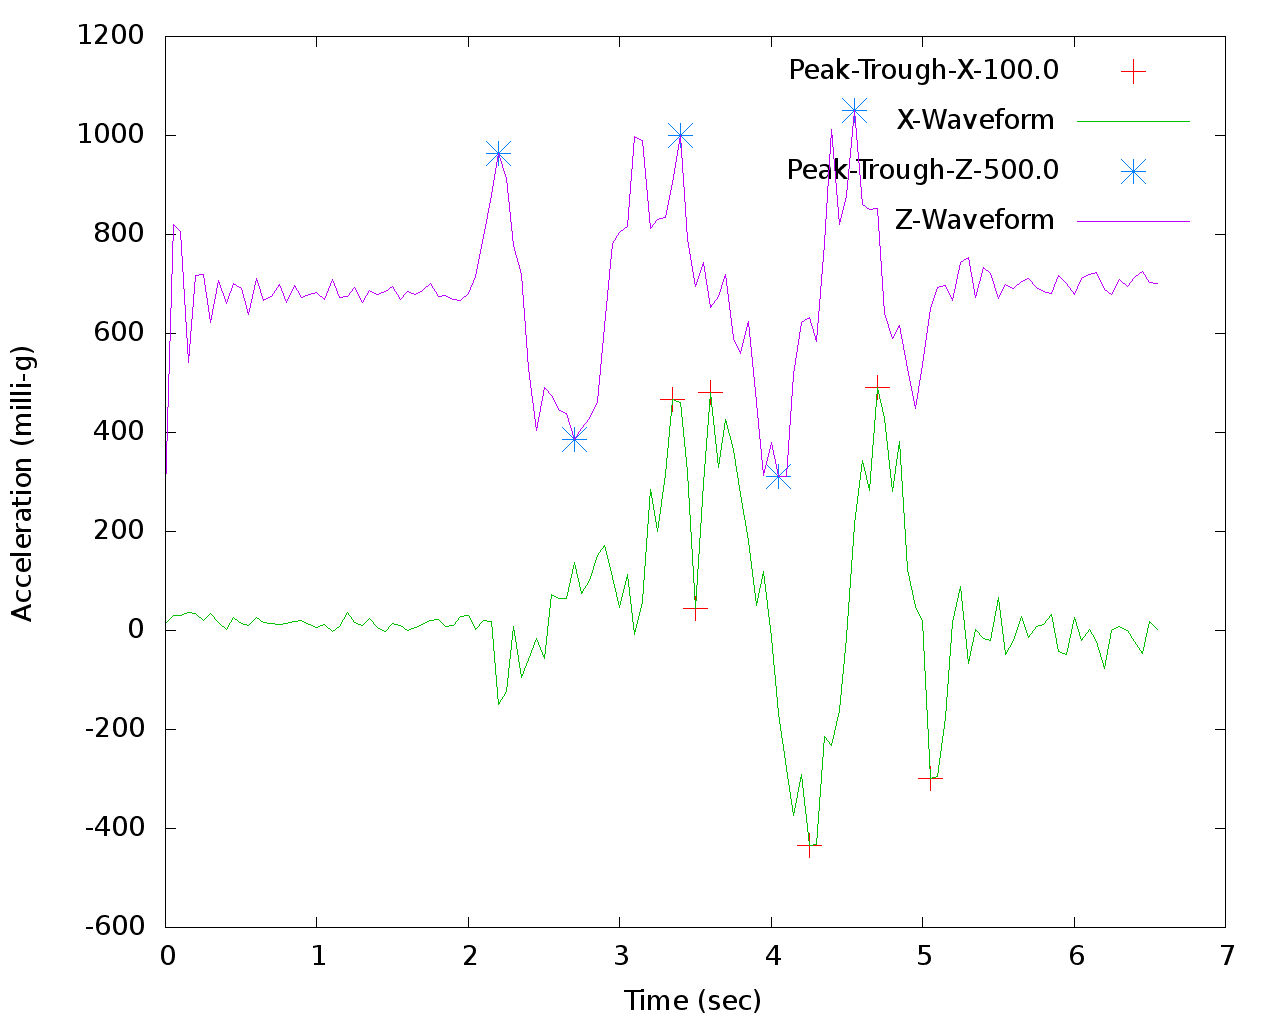 1200
1000
800
600
400
200
0
-200
-400
-600
Acceleration (milli-g)
Peak-Trough-X-100.0
X-Waveform
Peak-Trough-Z-500.0
Z-Waveform
0 1 2 3 4 5 6 7
Time (sec)